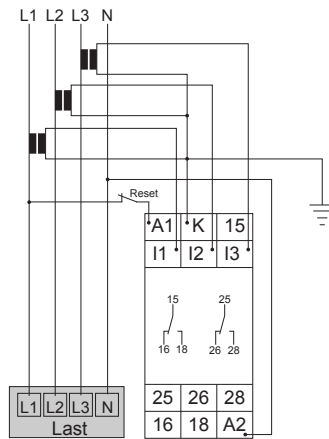 L1 L2 L3 N
Reset
A1 K 15
I1 I2 I3
15 25
16 18 26 28
25 26 28
16 18 A2
L1 L2 L3 N
Last